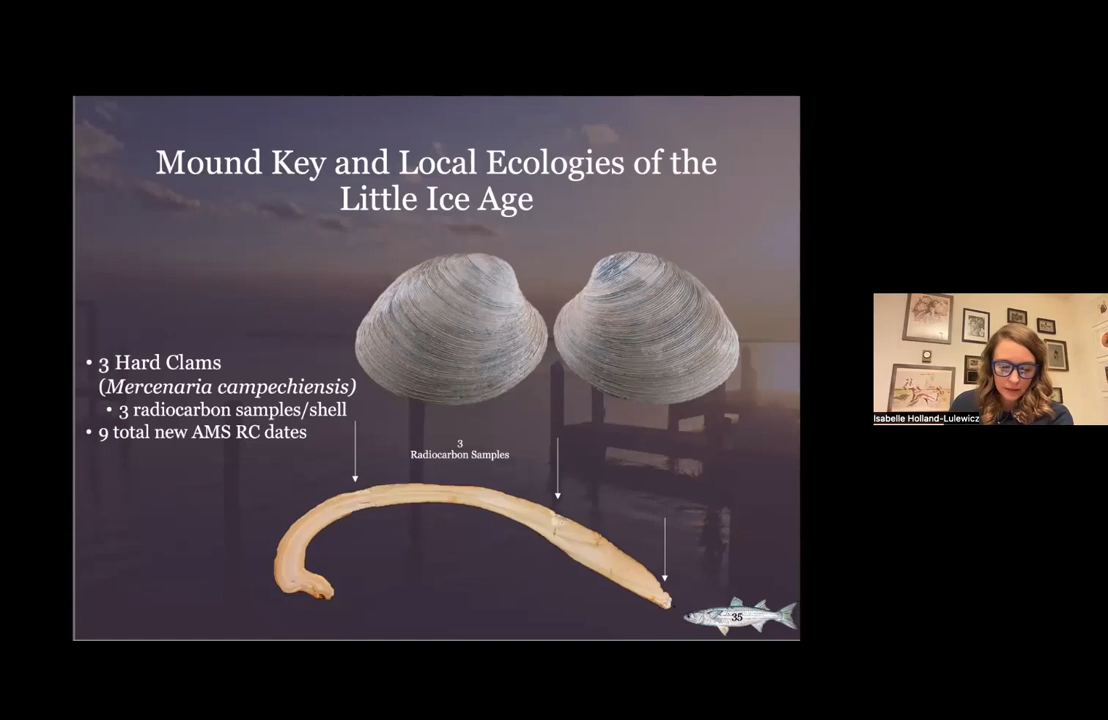 Mound Key and Local Ecologies of the
Little Ice Age
• 3 Hard Clams
(Mercenaria campechiensis)
• 3 radiocarbon samples/shell
• 9 total new AMS RC dates
3
Radiocarbon Samples
35
Isabelle Holland-Lulewicz